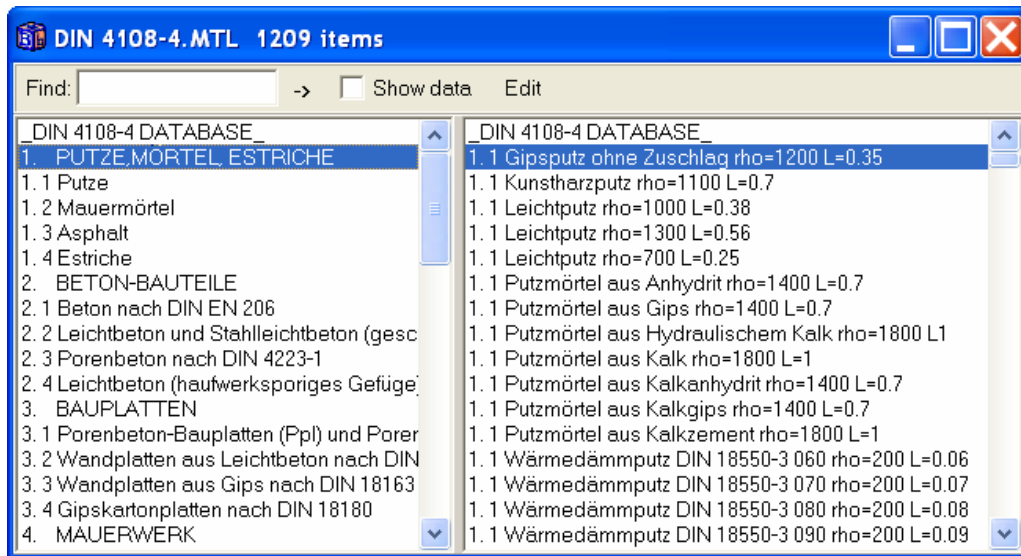 DIN 4108-4.MTL 1209 items
Find: -> Show data Edit
_DIN 4108-4 DATABASE_
1. PUTZE,MÖRTEL, ESTRICHE
1. 1 Putze
1. 2 Mauermörtel
1. 3 Asphalt
1. 4 Estriche
2. BETON-BAUTEILE
2. 1 Beton nach DIN EN 206
2. 2 Leichtbeton und Stahlleichtbeton (gesc
2. 3 Porenbeton nach DIN 4223-1
2. 4 Leichtbeton (haufwerksporiges Gefüge)
3. BAUPLATTEN
3. 1 Porenbeton-Bauplatten (Ppl) und Porer
3. 2 Wandplatten aus Leichtbeton nach DIN
3. 3 Wandplatten aus Gips nach DIN 18163
3. 4 Gipskartonplatten nach DIN 18180
4. MAUERWERK
_DIN 4108-4 DATABASE_
1. 1 Gipsputz ohne Zuschlag rho=1200 L=0.35
1. 1 Kunstharzputz rho=1100 L=0.7
1. 1 Leichtputz rho=1000 L=0.38
1. 1 Leichtputz rho=1300 L=0.56
1. 1 Leichtputz rho=700 L=0.25
1. 1 Putzmörtel aus Anhydrit rho=1400 L=0.7
1. 1 Putzmörtel aus Gips rho=1400 L=0.7
1. 1 Putzmörtel aus Hydraulischem Kalk rho=1800 L1
1. 1 Putzmörtel aus Kalk rho=1800 L=1
1. 1 Putzmörtel aus Kalkanhydrit rho=1400 L=0.7
1. 1 Putzmörtel aus Kalkgips rho=1400 L=0.7
1. 1 Putzmörtel aus Kalkzement rho=1800 L=1
1. 1 Wärmedämmputz DIN 18550-3 060 rho=200 L=0.06
1. 1 Wärmedämmputz DIN 18550-3 070 rho=200 L=0.07
1. 1 Wärmedämmputz DIN 18550-3 080 rho=200 L=0.08
1. 1 Wärmedämmputz DIN 18550-3 090 rho=200 L=0.09